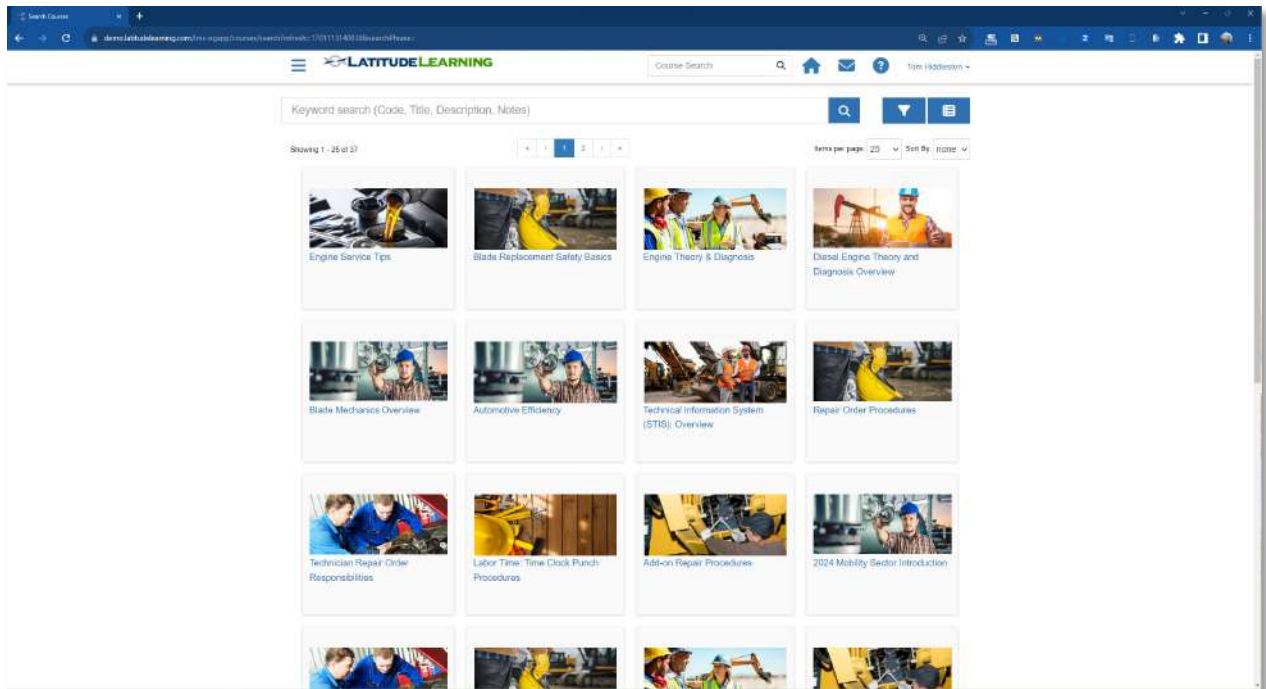 Search Courses
LATITUDELEARNING
Course Search
Tom Hiddleston
Keyword search (Code, Title, Description, Notes)
Showing 1 - 25 of 37
« ‹ 1 2 › »
Items per page: 25 Sort By: none
Engine Service Tips
Blade Replacement Safety Basics
Engine Theory & Diagnosis
Diesel Engine Theory and
Diagnosis Overview
Blade Mechanics Overview
Automotive Efficiency
Technical Information System
(STIS): Overview
Repair Order Procedures
Technician Repair Order
Responsibilities
Labor Time: Time Clock Punch
Procedures
Add-on Repair Procedures
2024 Mobility Sector Introduction